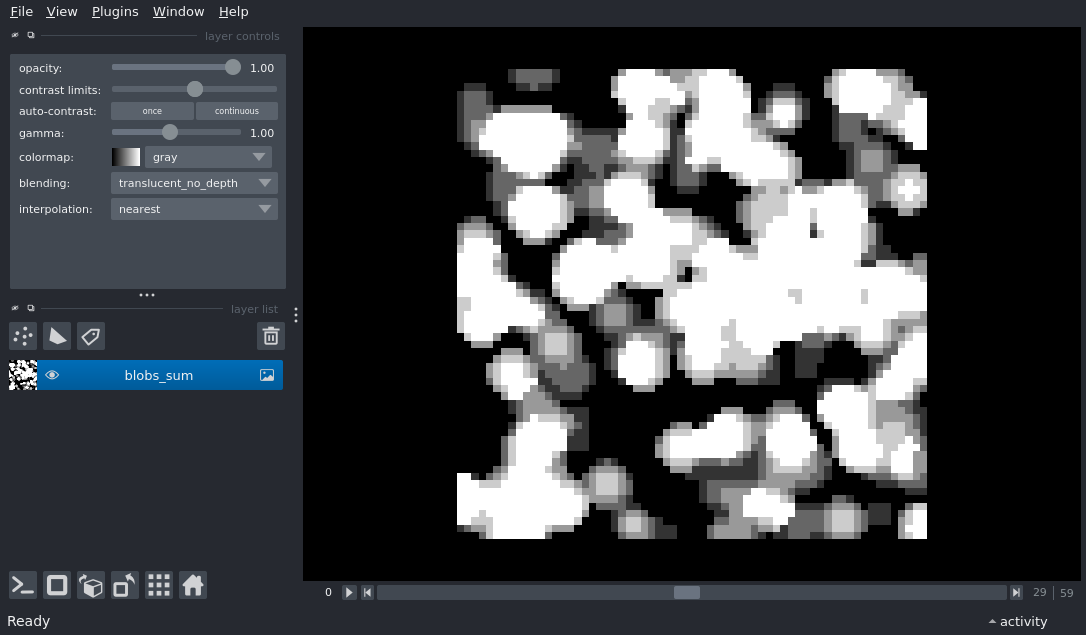 File View Plugins Window Help
layer controls
opacity: 1.00
contrast limits:
auto-contrast: once continuous
gamma: 1.00
colormap: gray
blending: translucent_no_depth
interpolation: nearest
layer list
blobs_sum
0 29 | 59
Ready activity